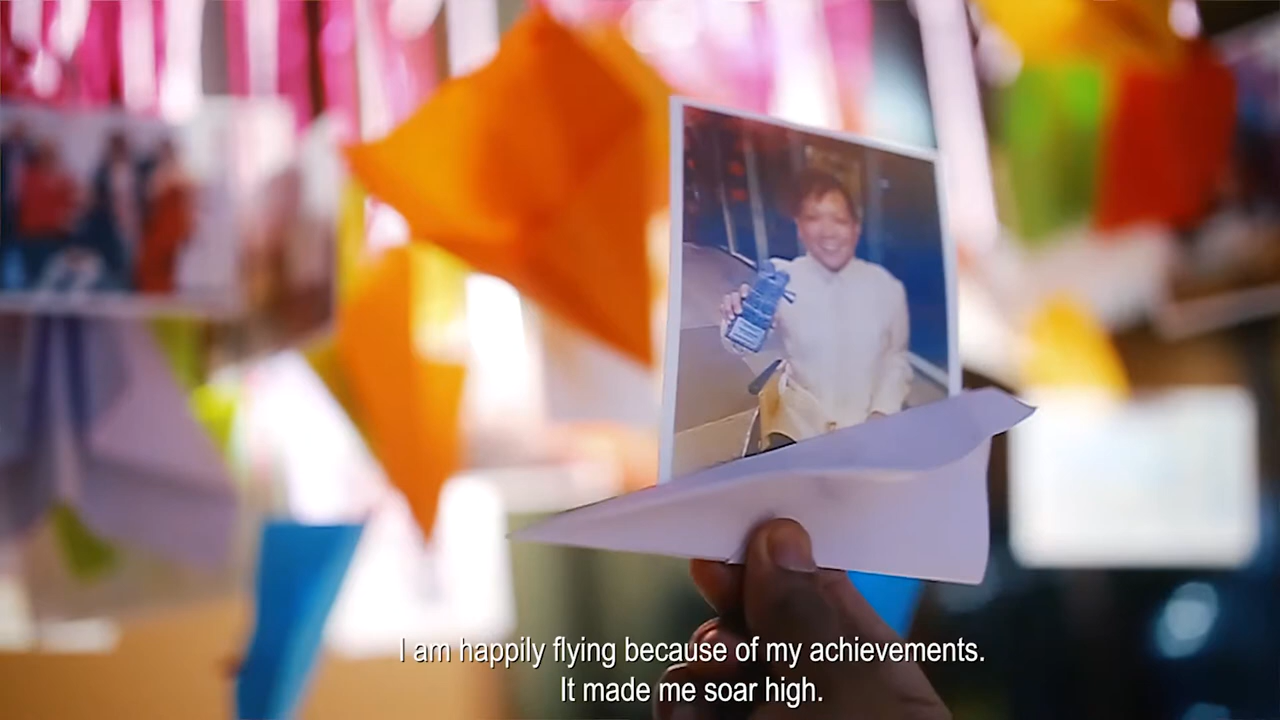 I am happily flying because of my achievements.
It made me soar high.